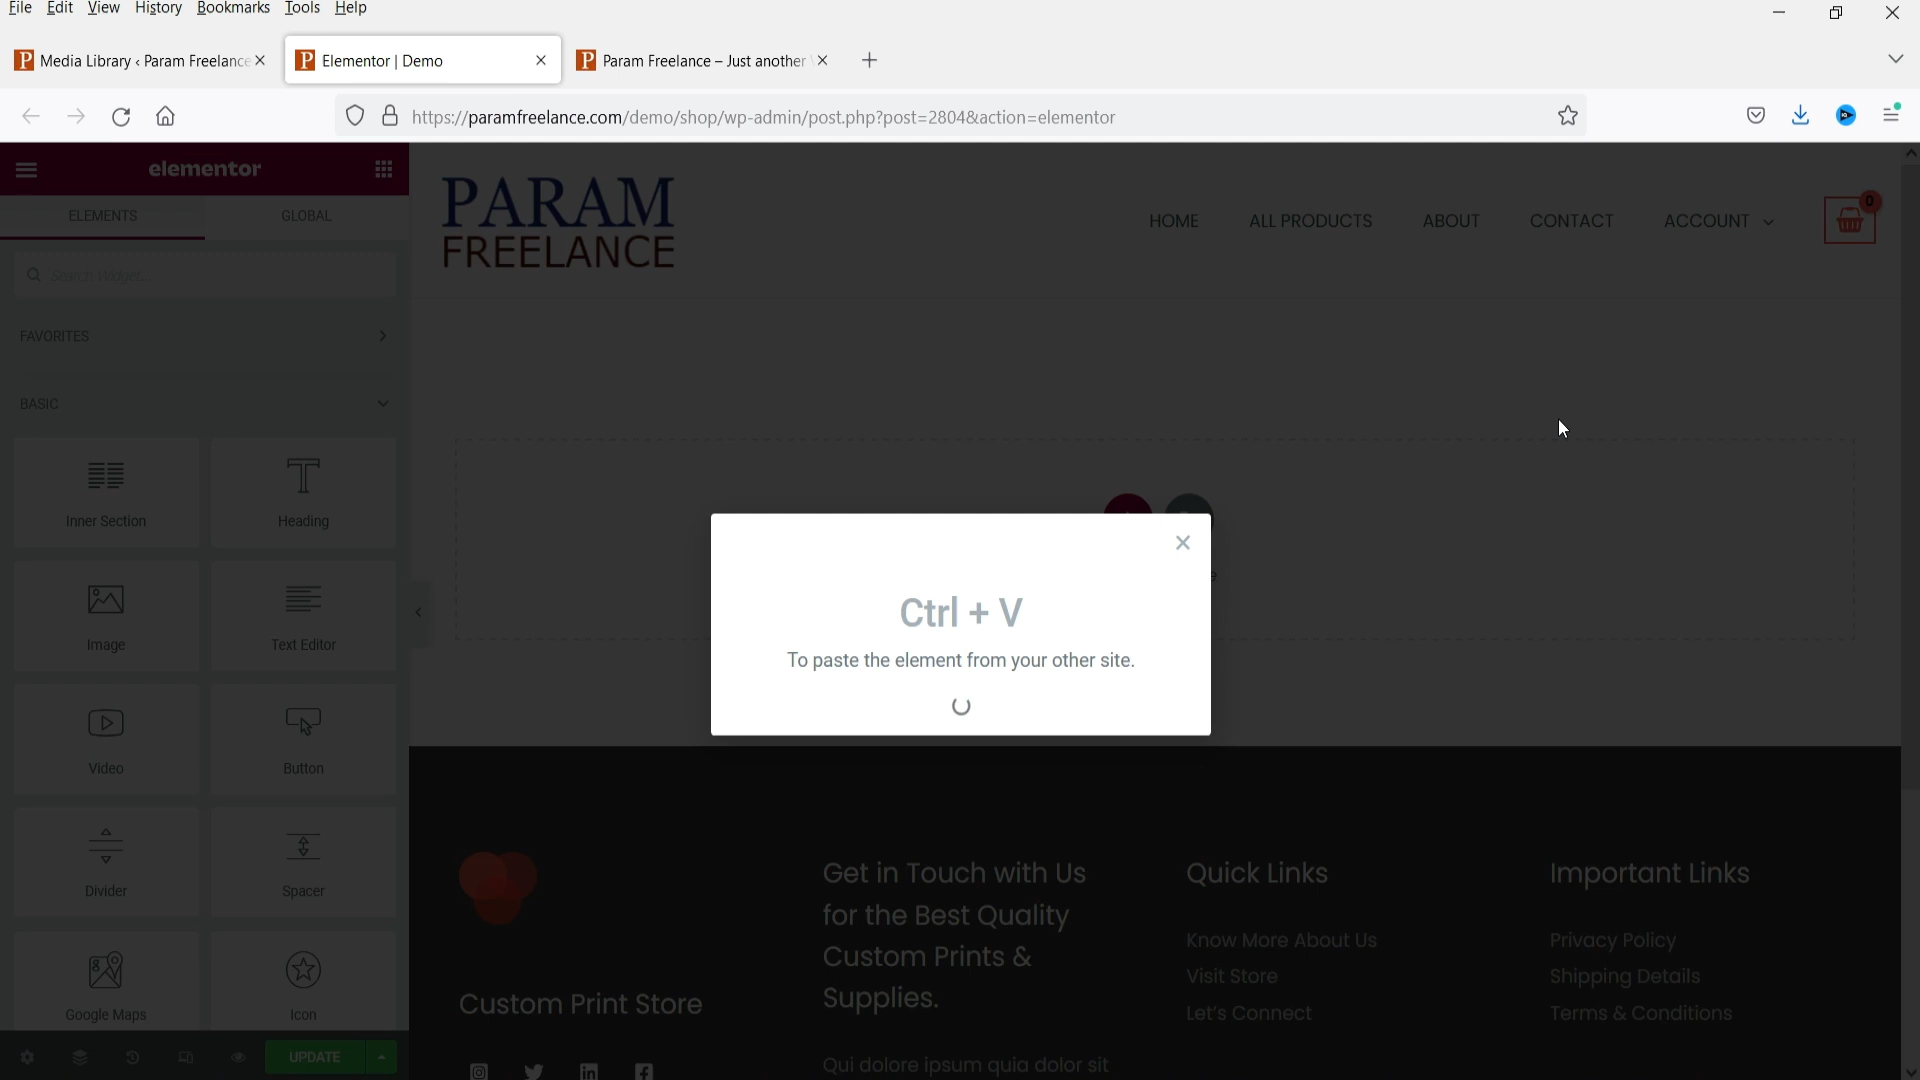 File Edit View History Bookmarks Tools Help
Media Library ‹ Param Freelance
Elementor | Demo
Param Freelance – Just another
https://paramfreelance.com/demo/shop/wp-admin/post.php?post=2804&action=elementor
elementor
ELEMENTS GLOBAL
Search Widget...
FAVORITES
BASIC
Inner Section Heading
Image Text Editor
Video Button
Divider Spacer
Google Maps Icon
UPDATE
PARAM
FREELANCE
HOME ALL PRODUCTS ABOUT CONTACT ACCOUNT 0
Ctrl + V
To paste the element from your other site.
Custom Print Store
Get in Touch with Us
for the Best Quality
Custom Prints &
Supplies.
Qui dolore ipsum quia dolor sit
Quick Links
Know More About Us
Visit Store
Let's Connect
Important Links
Privacy Policy
Shipping Details
Terms & Conditions